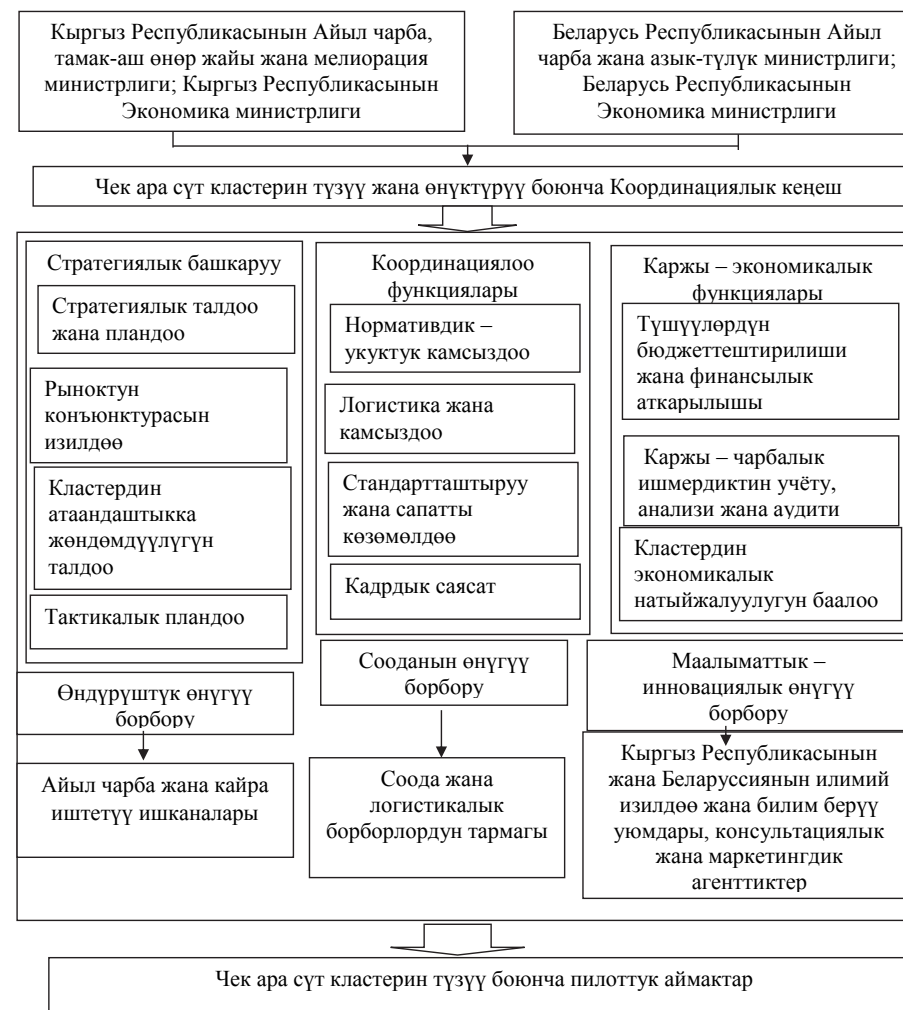 Кыргыз Республикасынын Айыл чарба,
тамак-аш өнөр жайы жана мелиорация
министрлиги; Кыргыз Республикасынын
Экономика министрлиги
Беларусь Республикасынын Айыл
чарба жана азык-түлүк министрлиги;
Беларусь Республикасынын
Экономика министрлиги
Чек ара сүт кластерин түзүү жана өнүктүрүү боюнча Координациялык кеңеш
Стратегиялык башкаруу
Стратегиялык талдоо
жана пландоо
Рыноктун
конъюнктурасын
изилдөө
Кластердин
атаандаштыкка
жөндөмдүүлүгүн
талдоо
Тактикалык пландоо
Координациялоо
функциялары
Нормативдик –
укуктук камсыздоо
Логистика жана
камсыздоо
Стандартташтыруу
жана сапатты
көзөмөлдөө
Кадрдык саясат
Каржы – экономикалык
функциялары
Түшүүлөрдүн
бюджеттештирилиши
жана финансылык
аткарылышы
Каржы – чарбалык
ишмердиктин учёту,
анализи жана аудити
Кластердин
экономикалык
натыйжалуулугун баалоо
Өндүрүштүк өнүгүү
борбору
Сооданын өнүгүү
борбору
Маалыматтык –
инновациялык өнүгүү
борбору
Айыл чарба жана кайра
иштетүү ишканалары
Соода жана
логистикалык
борборлордун тармагы
Кыргыз Республикасынын
жана Беларуссиянын илимий
изилдөө жана билим берүү
уюмдары, консультациялык
жана маркетингдик
агенттиктер
Чек ара сүт кластерин түзүү боюнча пилоттук аймактар